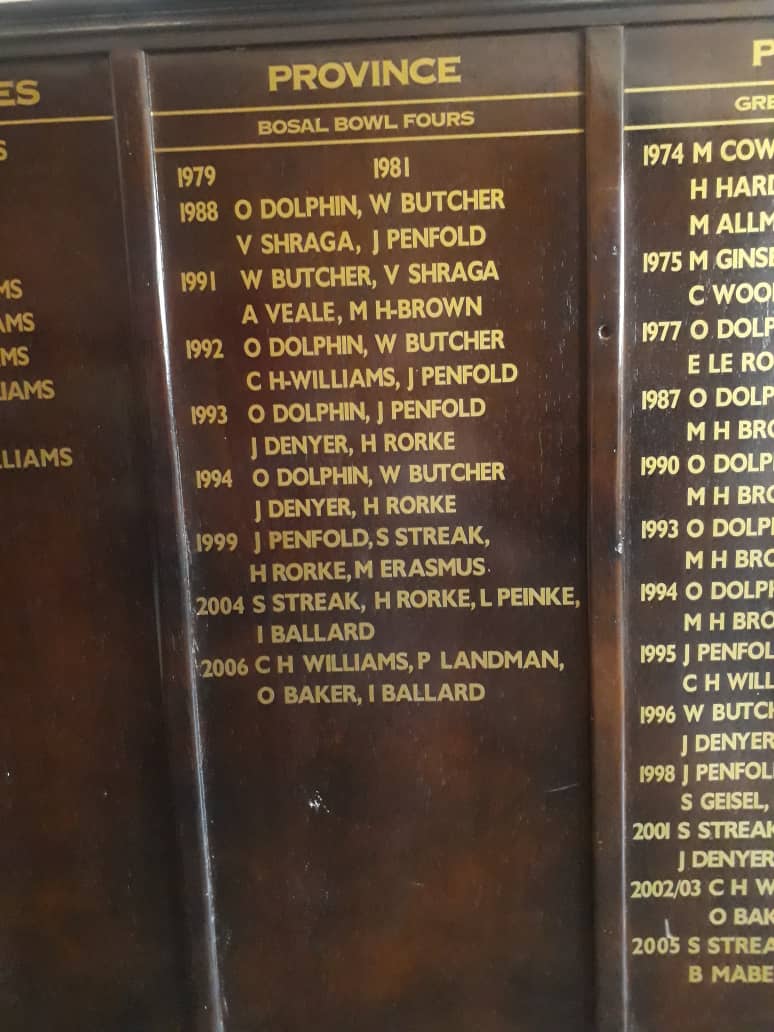 ES
S
MS
AMS
MS
IAMS
LIAMS
PROVINCE
BOSAL BOWL FOURS
1979 1981
1988 O DOLPHIN, W BUTCHER
V SHRAGA, J PENFOLD
1991 W BUTCHER, V SHRAGA
A VEALE, M H-BROWN
1992 O DOLPHIN, W BUTCHER
C H-WILLIAMS, J PENFOLD
1993 O DOLPHIN, J PENFOLD
J DENYER, H RORKE
1994 O DOLPHIN, W BUTCHER
J DENYER, H RORKE
1999 J PENFOLD, S STREAK,
H RORKE, M ERASMUS
2004 S STREAK, H RORKE, L PEINKE,
I BALLARD
2006 C H WILLIAMS, P LANDMAN,
O BAKER, I BALLARD
P
GRE
1974 M COW
H HARD
M ALLM
1975 M GINSE
C WOO
1977 O DOLP
E LE RO
1987 O DOLP
M H BRO
1990 O DOLP
M H BRO
1993 O DOLP
M H BRO
1994 O DOLPH
M H BRO
1995 J PENFOL
C H WILL
1996 W BUTCH
J DENYER
1998 J PENFOL
S GEISEL,
2001 S STREAK
J DENYER
2002/03 C H W
O BAK
2005 S STREA
B MABE